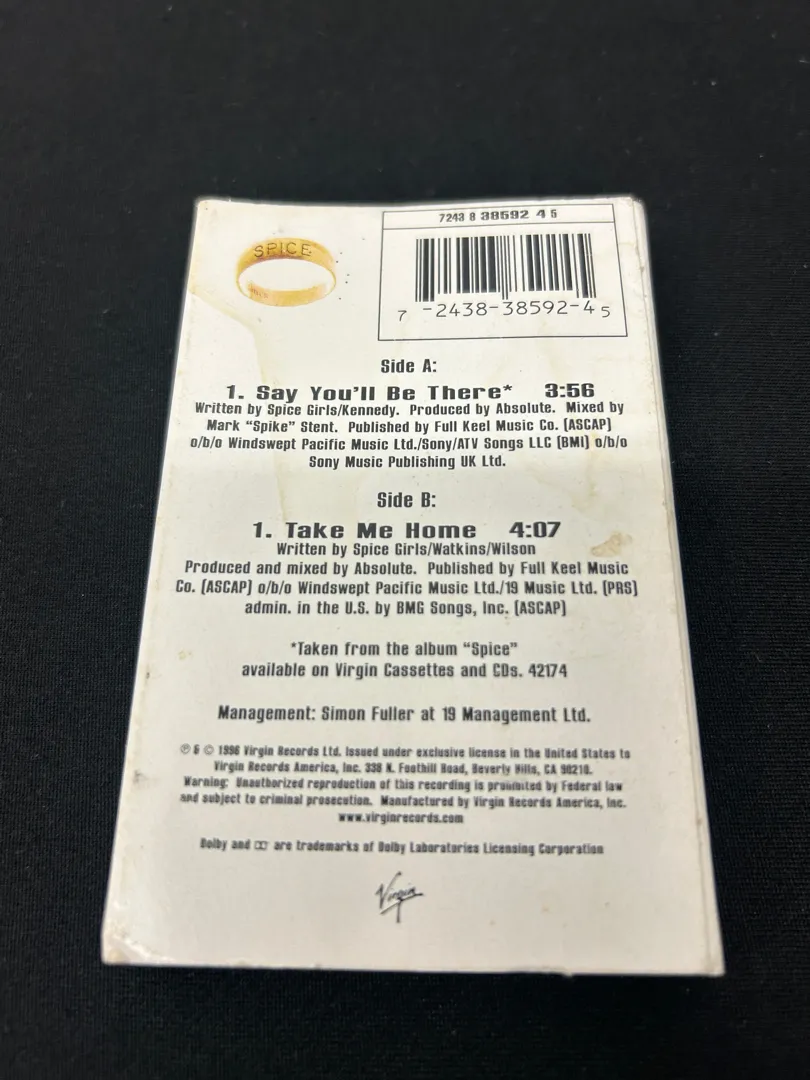 SPICE
7243 8 38592 4 5
7 -2438-38592-4 5
Side A:
1. Say You'll Be There* 3:56
Written by Spice Girls/Kennedy. Produced by Absolute. Mixed by
Mark "Spike" Stent. Published by Full Keel Music Co. (ASCAP)
o/b/o Windswept Pacific Music Ltd./Sony/ATV Songs LLC (BMI) o/b/o
Sony Music Publishing UK Ltd.
Side B:
1. Take Me Home 4:07
Written by Spice Girls/Watkins/Wilson
Produced and mixed by Absolute. Published by Full Keel Music
Co. (ASCAP) o/b/o Windswept Pacific Music Ltd./19 Music Ltd. (PRS)
admin. in the U.S. by BMG Songs, Inc. (ASCAP)
*Taken from the album "Spice"
available on Virgin Cassettes and CDs. 42174
Management: Simon Fuller at 19 Management Ltd.
℗ & © 1996 Virgin Records Ltd. Issued under exclusive license in the United States to
Virgin Records America, Inc. 338 N. Foothill Road, Beverly Hills, CA 90210.
Warning: Unauthorized reproduction of this recording is prohibited by Federal law
and subject to criminal prosecution. Manufactured by Virgin Records America, Inc.
www.virginrecords.com
Dolby and are trademarks of Dolby Laboratories Licensing Corporation
Virgin